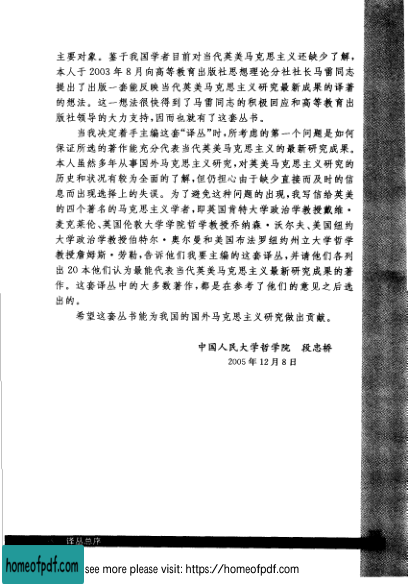 主要对象。鉴于我国学者目前对当代英美马克思主义还缺少了解，
本人于 2003 年 8 月向高等教育出版社思想理论分社社长马雷同志
提出了出版一套能反映当代英美马克思主义研究最新成果的译著
的想法。这一想法很快得到了马雷同志的积极回应和高等教育出
版社领导的大力支持，因而也就有了这套丛书。
当我决定着手主编这套“译丛”时，所考虑的第一个问题是如何
保证所选的著作能充分代表当代英美马克思主义的最新研究成果。
本人虽然多年从事国外马克思主义研究，对英美马克思主义研究的
历史和状况有较为全面的了解，但仍担心由于缺少直接而及时的信
息而出现选择上的失误。为了避免这种问题的出现，我写信给英美
的四个著名的马克思主义学者，即英国肯特大学政治学教授戴维·
麦克莱伦、英国伦敦大学学院哲学教授乔纳森·沃尔夫、美国纽约
大学政治学教授伯特尔·奥尔曼和美国布法罗纽约州立大学哲学
教授詹姆斯·劳勒，告诉他们我要主编的这套译丛，并请他们各列
出 20 本他们认为最能代表当代英美马克思主义最新研究成果的著
作。这套译丛中的大多数著作，都是在参考了他们的意见之后选
出的。
希望这套丛书能为我国的国外马克思主义研究做出贡献。
中国人民大学哲学院 段忠桥
2005 年 12 月 8 日
译丛总序
homeofpdf.com
see more please visit: https://homeofpdf.com